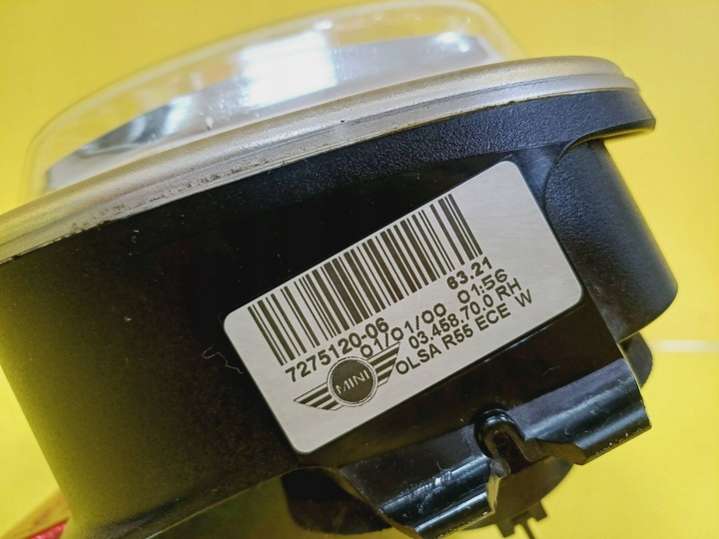 63.21
7275120-06
01/01/00 01:56
03.458.70.0 RH
OLSA R55 ECE W
MINI